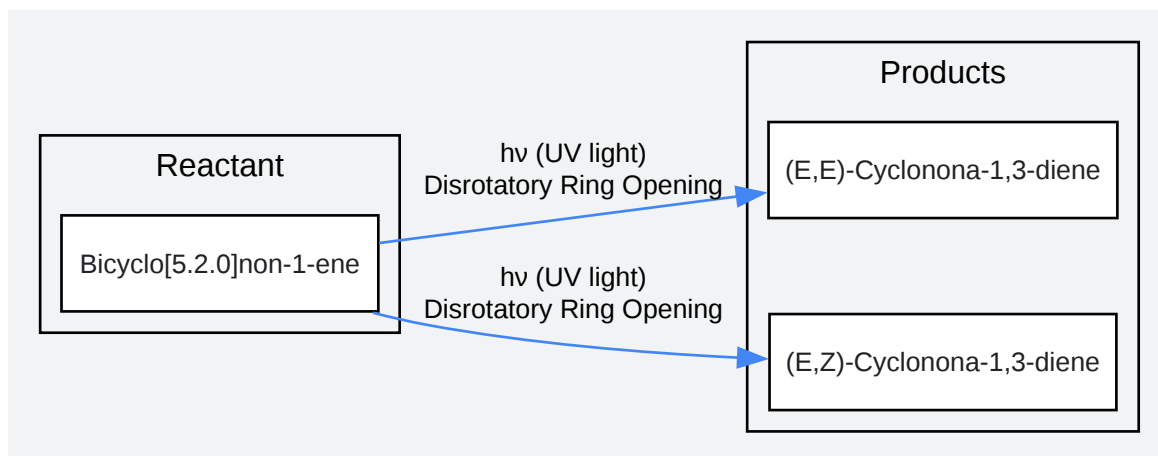 Products
Reactant
hν (UV light)
Disrotatory Ring Opening
(E,E)-Cyclonona-1,3-diene
Bicyclo[5.2.0]non-1-ene
hν (UV light)
Disrotatory Ring Opening
(E,Z)-Cyclonona-1,3-diene